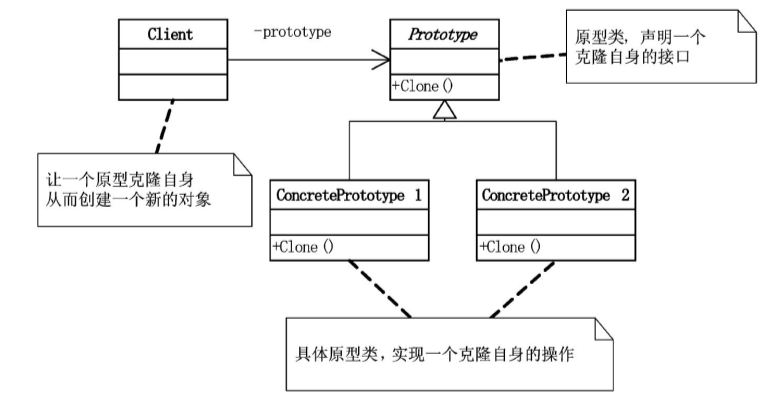 Client
-prototype
Prototype
+Clone()
原型类, 声明一个
克隆自身的接口
让一个原型克隆自身
从而创建一个新的对象
ConcretePrototype 1
+Clone()
ConcretePrototype 2
+Clone()
具体原型类,实现一个克隆自身的操作